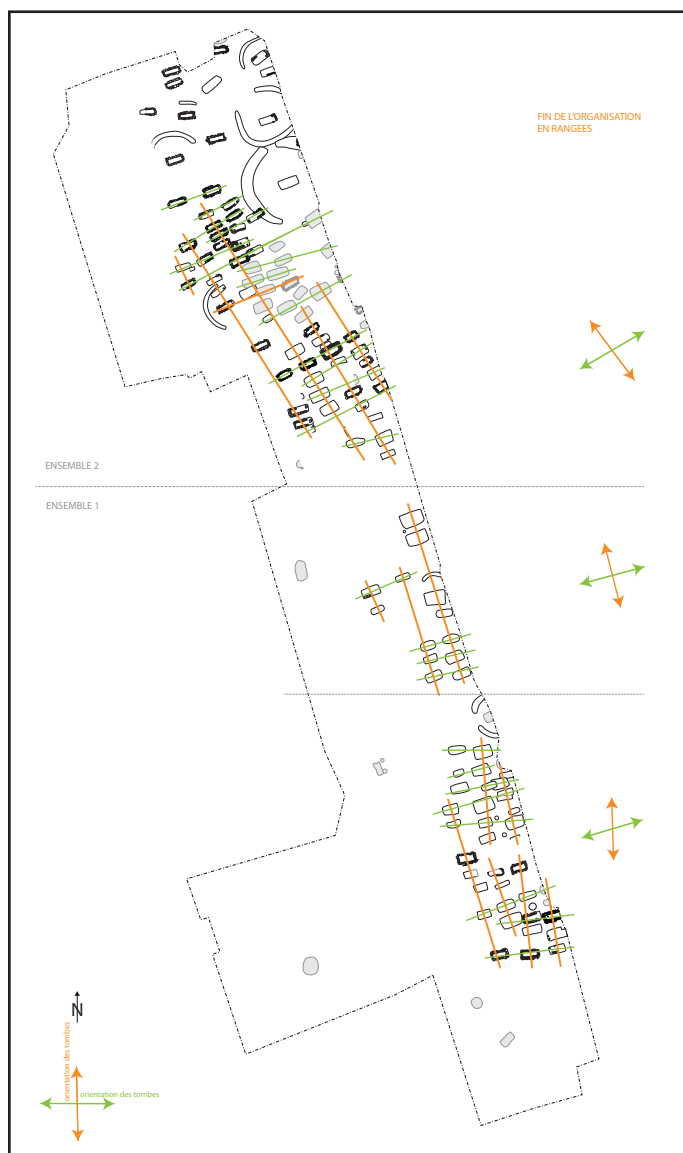 FIN DE L'ORGANISATION
EN RANGEES
ENSEMBLE 2
ENSEMBLE 1
N
orientation des tombes
orientation des tombes